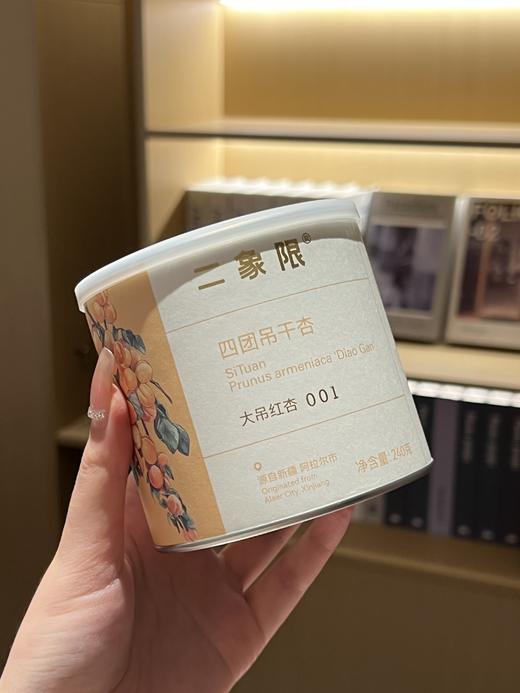 二象限®
四团吊干杏
SiTuan
Prunus armeniaca 'Diao Gan'
大吊红杏 001
源自新疆 阿拉尔市
Originated from
Alaer City, Xinjiang
净含量: 240克
02